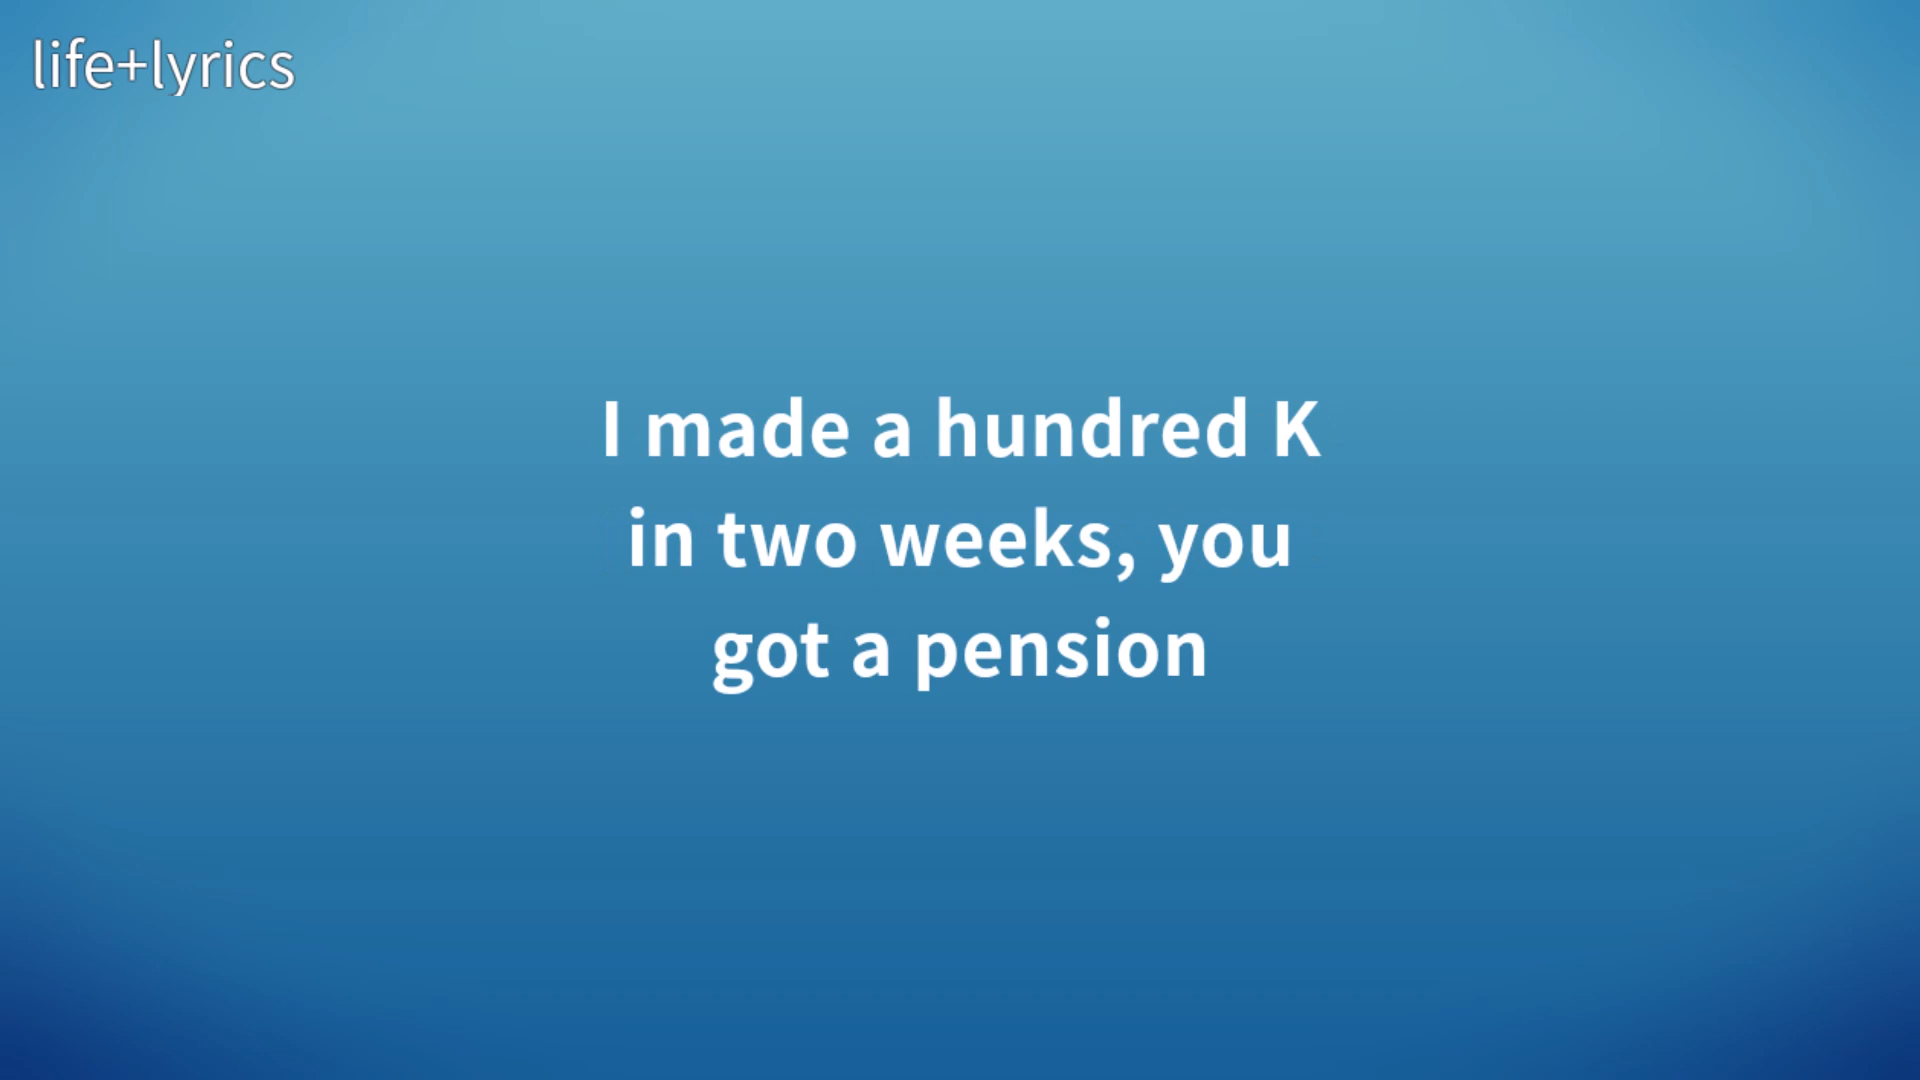 life+lyrics
I made a hundred K
in two weeks, you
got a pension